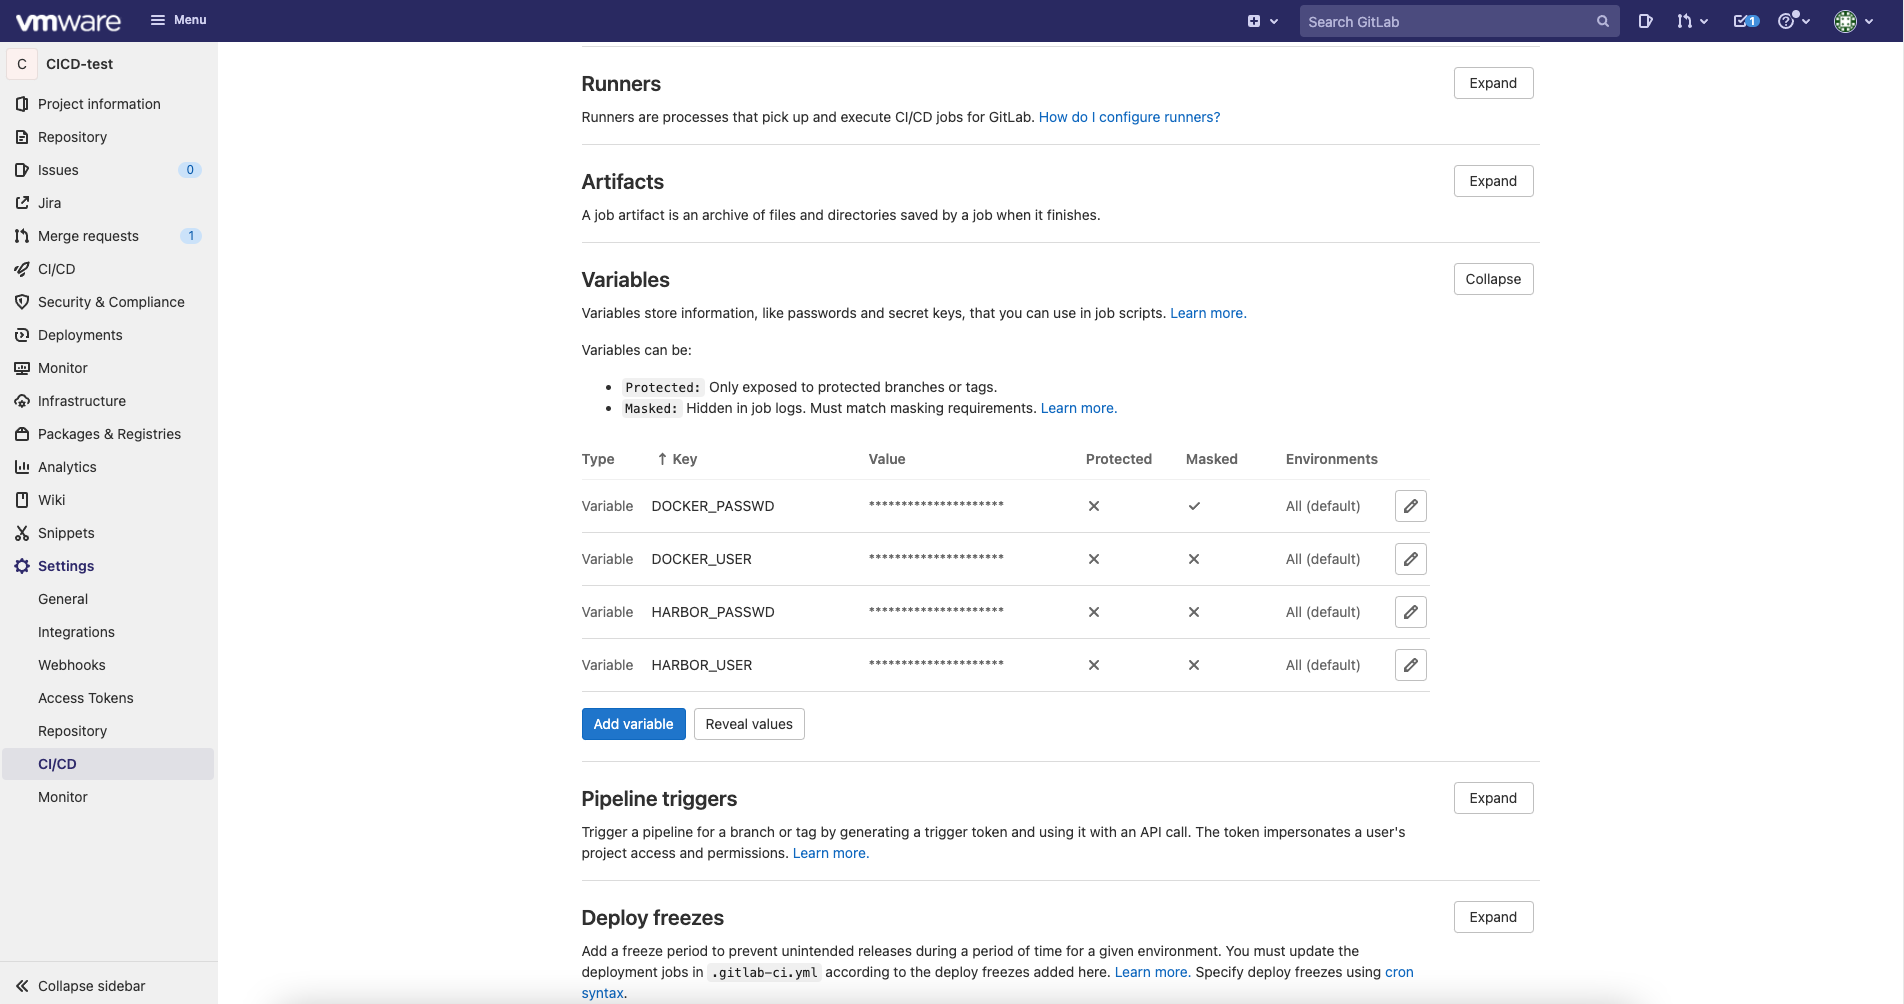 vmware
Menu
Search GitLab
1
C
CICD-test
Project information
Repository
Issues
0
Jira
Merge requests
1
CI/CD
Security & Compliance
Deployments
Monitor
Infrastructure
Packages & Registries
Analytics
Wiki
Snippets
Settings
General
Integrations
Webhooks
Access Tokens
Repository
CI/CD
Monitor
Collapse sidebar
Runners
Expand
Runners are processes that pick up and execute CI/CD jobs for GitLab. How do I configure runners?
Artifacts
Expand
A job artifact is an archive of files and directories saved by a job when it finishes.
Variables
Collapse
Variables store information, like passwords and secret keys, that you can use in job scripts. Learn more.
Variables can be:
• Protected: Only exposed to protected branches or tags.
• Masked: Hidden in job logs. Must match masking requirements. Learn more.
Type ↑ Key Value Protected Masked Environments
Variable DOCKER_PASSWD ********************* All (default)
Variable DOCKER_USER ********************* All (default)
Variable HARBOR_PASSWD ********************* All (default)
Variable HARBOR_USER ********************* All (default)
Add variable Reveal values
Pipeline triggers
Expand
Trigger a pipeline for a branch or tag by generating a trigger token and using it with an API call. The token impersonates a user's
project access and permissions. Learn more.
Deploy freezes
Expand
Add a freeze period to prevent unintended releases during a period of time for a given environment. You must update the
deployment jobs in .gitlab-ci.yml according to the deploy freezes added here. Learn more. Specify deploy freezes using cron
syntax.